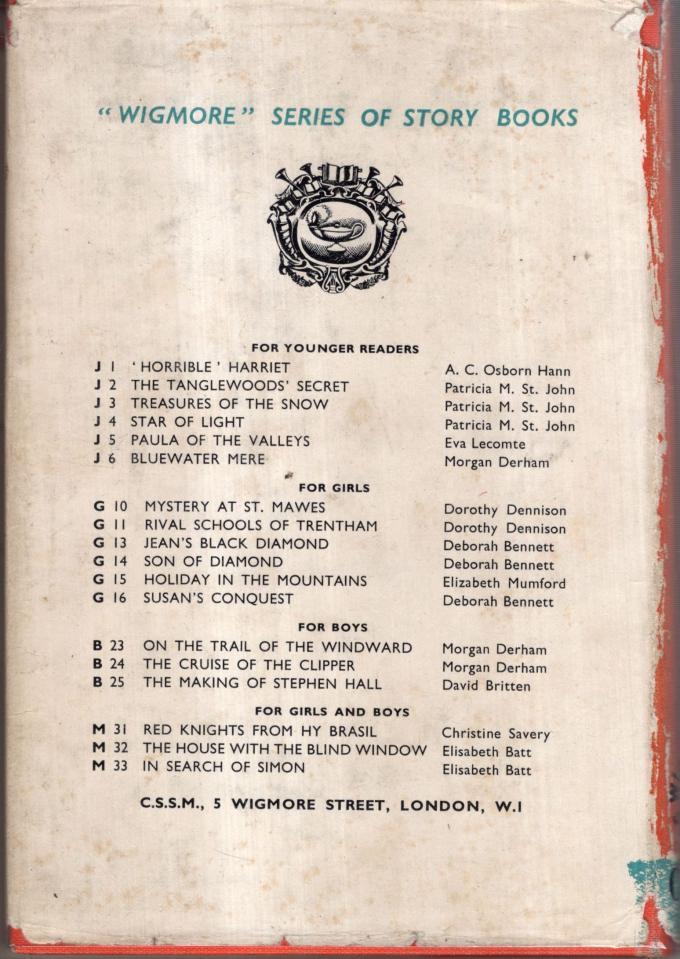 "WIGMORE" SERIES OF STORY BOOKS
FOR YOUNGER READERS
J 1 'HORRIBLE' HARRIET A. C. Osborn Hann
J 2 THE TANGLEWOODS' SECRET Patricia M. St. John
J 3 TREASURES OF THE SNOW Patricia M. St. John
J 4 STAR OF LIGHT Patricia M. St. John
J 5 PAULA OF THE VALLEYS Eva Lecomte
J 6 BLUEWATER MERE Morgan Derham
FOR GIRLS
G 10 MYSTERY AT ST. MAWES Dorothy Dennison
G 11 RIVAL SCHOOLS OF TRENTHAM Dorothy Dennison
G 13 JEAN'S BLACK DIAMOND Deborah Bennett
G 14 SON OF DIAMOND Deborah Bennett
G 15 HOLIDAY IN THE MOUNTAINS Elizabeth Mumford
G 16 SUSAN'S CONQUEST Deborah Bennett
FOR BOYS
B 23 ON THE TRAIL OF THE WINDWARD Morgan Derham
B 24 THE CRUISE OF THE CLIPPER Morgan Derham
B 25 THE MAKING OF STEPHEN HALL David Britten
FOR GIRLS AND BOYS
M 31 RED KNIGHTS FROM HY BRASIL Christine Savery
M 32 THE HOUSE WITH THE BLIND WINDOW Elisabeth Batt
M 33 IN SEARCH OF SIMON Elisabeth Batt
C.S.S.M., 5 WIGMORE STREET, LONDON, W.1